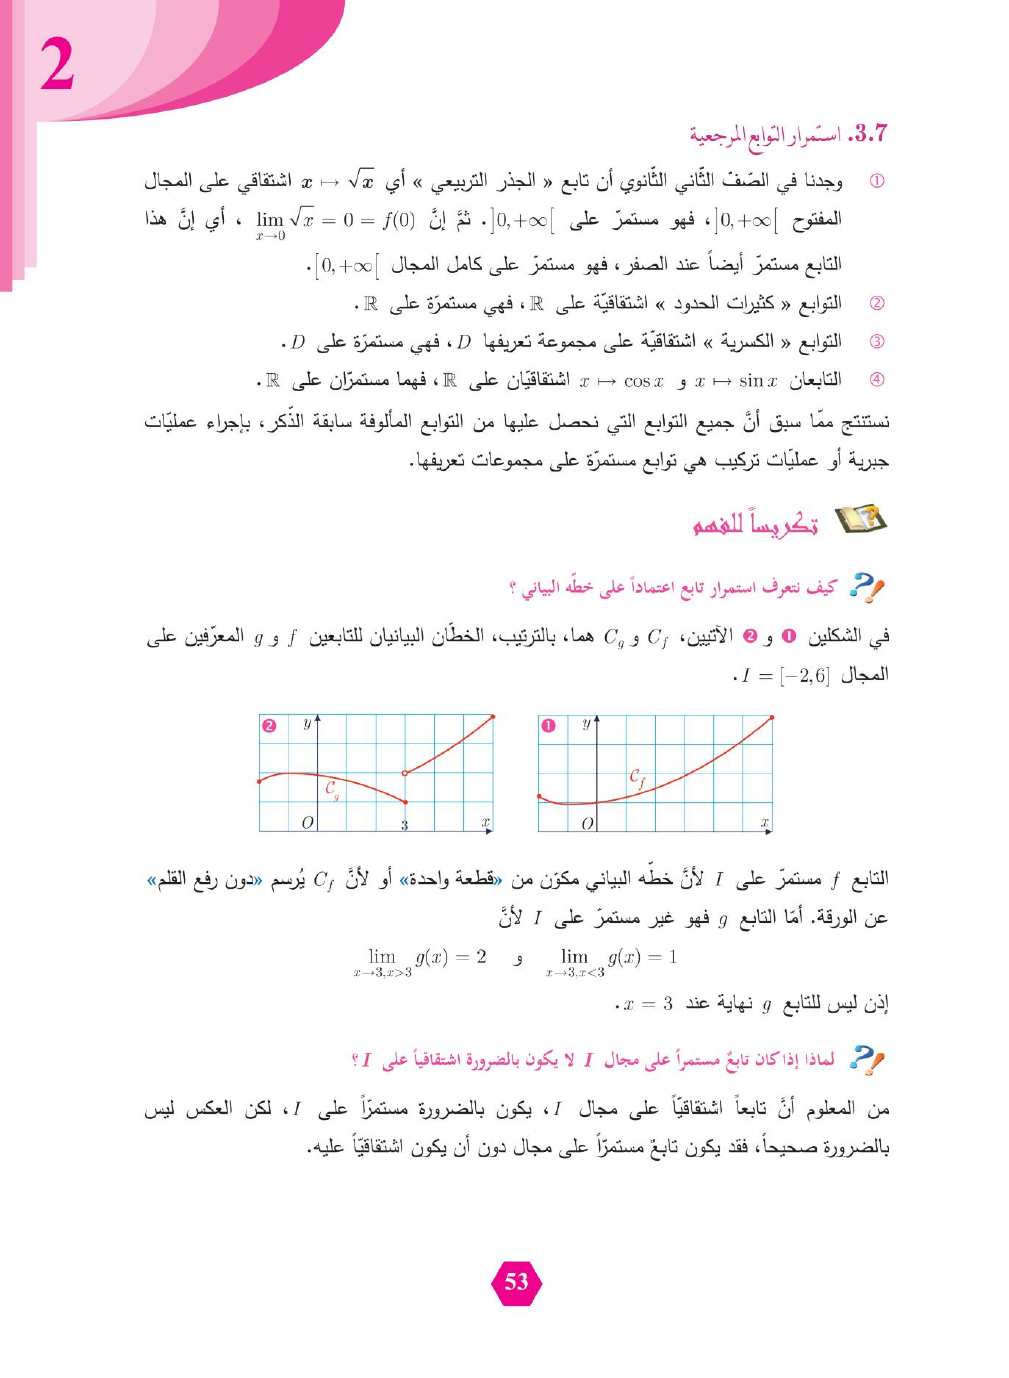 2
3.7. استمرار التوابع المرجعية
① وجدنا في الصّفّ الثّاني الثّانوي أن تابع « الجذر التربيعي » أي x ↦ √x اشتقاقي على المجال
المفتوح ]0,+∞[، فهو مستمرّ على ]0,+∞[. ثمَّ إنَّ lim x→0 √x = 0 = f(0) ، أي إنَّ هذا
التابع مستمرّ أيضاً عند الصفر، فهو مستمرّ على كامل المجال [0,+∞[.
② التوابع « كثيرات الحدود » اشتقاقيّة على ℝ، فهي مستمرّة على ℝ.
③ التوابع « الكسرية » اشتقاقيّة على مجموعة تعريفها D، فهي مستمرّة على D.
④ التابعان x ↦ sin x و x ↦ cos x اشتقاقيّان على ℝ، فهما مستمرّان على ℝ.
نستنتج ممّا سبق أنَّ جميع التوابع التي نحصل عليها من التوابع المألوفة سابقة الذّكر، بإجراء عمليّات
جبرية أو عمليّات تركيب هي توابع مستمرّة على مجموعات تعريفها.
تكريساً للفهم
كيف نتعرف استمرار تابع اعتماداً على خطّه البياني ؟
في الشكلين ❶ و ❷ الآتيين، C_f و C_g هما، بالترتيب، الخطّان البيانيان للتابعين f و g المعرّفين على
المجال I = [−2,6].
❶ y C_f O x
❷ y C_g O 3 x
التابع f مستمرّ على I لأنَّ خطّه البياني مكوّن من «قطعة واحدة» أو لأنَّ C_f يُرسم «دون رفع القلم»
عن الورقة. أمّا التابع g فهو غير مستمرّ على I لأنَّ
lim x→3,x<3 g(x) = 1 و lim x→3,x>3 g(x) = 2
إذن ليس للتابع g نهاية عند x = 3.
لماذا إذا كان تابعٌ مستمراً على مجال I لا يكون بالضرورة اشتقاقياً على I ؟
من المعلوم أنَّ تابعاً اشتقاقيّاً على مجال I، يكون بالضرورة مستمرّاً على I، لكن العكس ليس
بالضرورة صحيحاً، فقد يكون تابعٌ مستمرّاً على مجال دون أن يكون اشتقاقيّاً عليه.
53